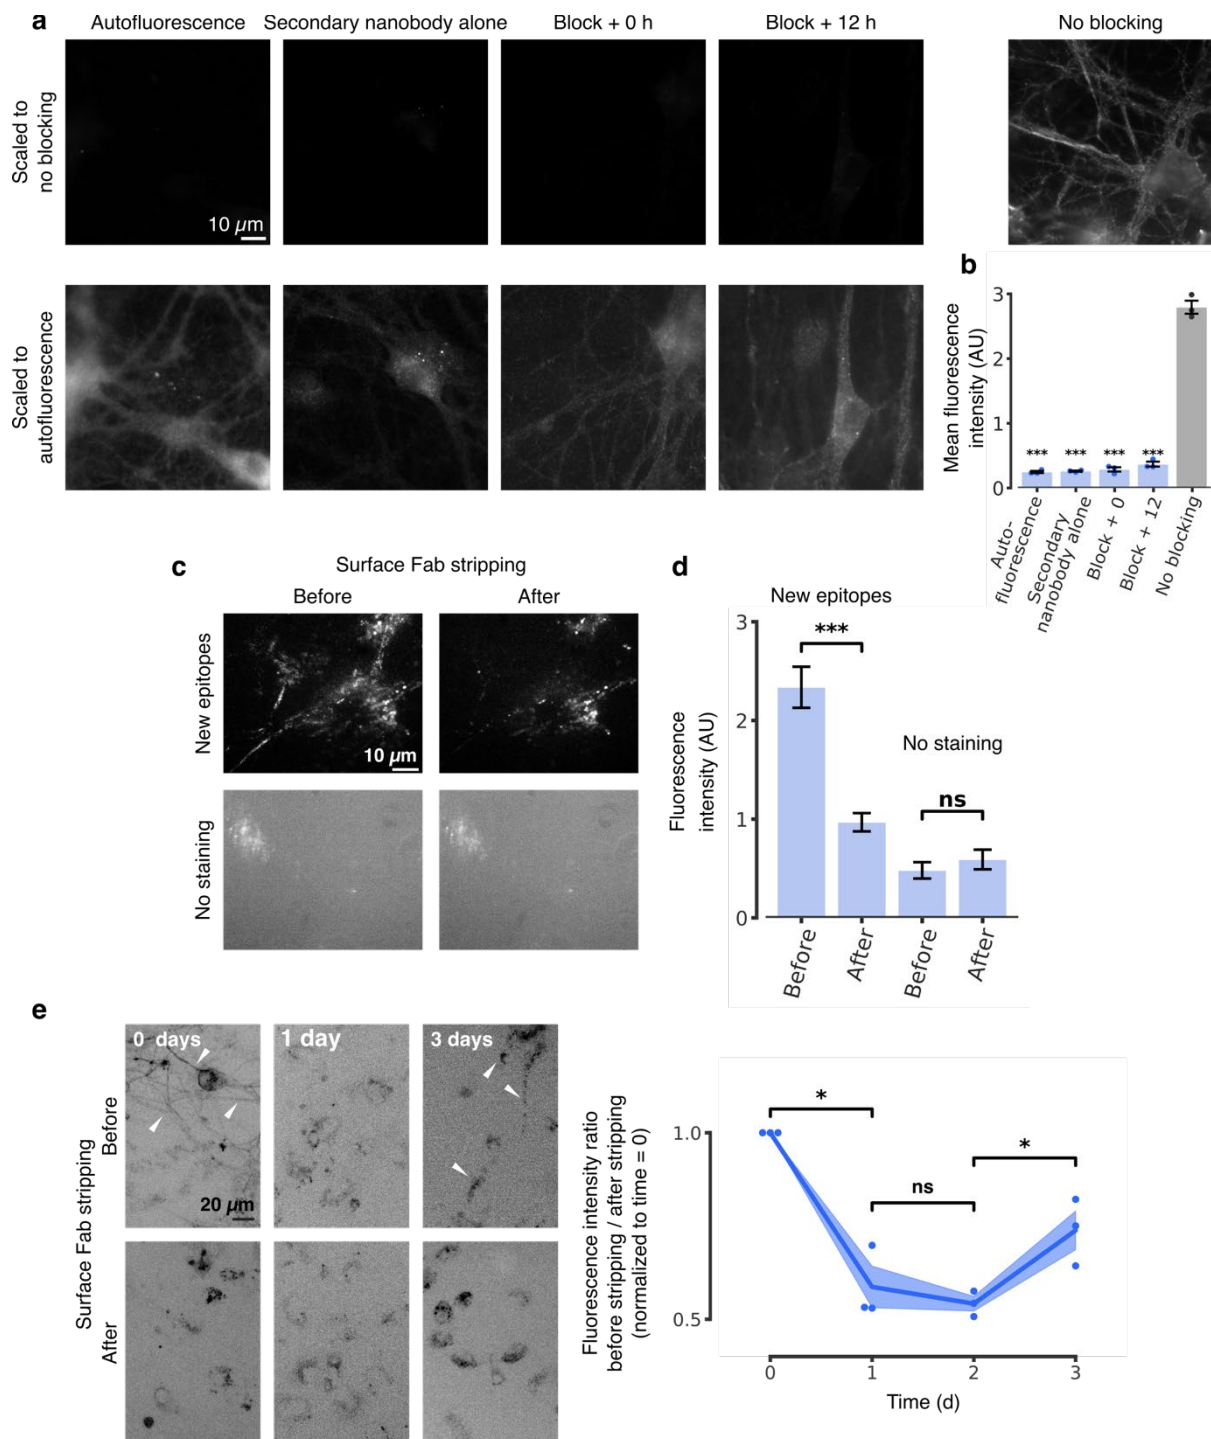 a
Autofluorescence
Secondary nanobody alone
Block + 0 h
Block + 12 h
No blocking
Scaled to
no blocking
10 µm
Scaled to
autofluorescence
b
Mean fluorescence
intensity (AU)
3
2
1
0
***
***
***
***
Auto-
fluorescence
Secondary
nanobody alone
Block + 0
Block + 12
No blocking
c
Surface Fab stripping
Before
After
New epitopes
10 µm
No staining
d
New epitopes
Fluorescence
intensity (AU)
3
2
1
0
***
No staining
ns
Before
After
Before
After
e
Surface Fab stripping
Before
After
0 days
1 day
3 days
20 µm
Fluorescence intensity ratio
before stripping / after stripping
(normalized to time = 0)
1.0
0.5
*
ns
*
0
1
2
3
Time (d)